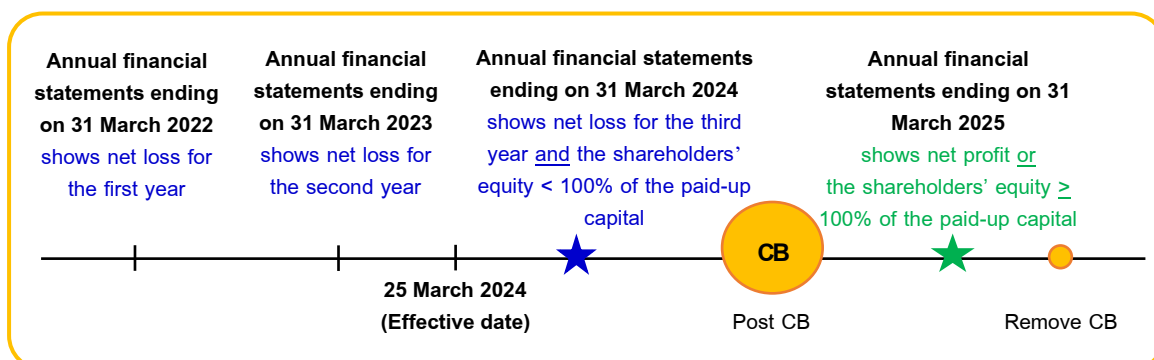 Annual financial
statements ending
on 31 March 2022
shows net loss for
the first year
Annual financial
statements ending
on 31 March 2023
shows net loss for
the second year
Annual financial statements
ending on 31 March 2024
shows net loss for the third
year and the shareholders'
equity < 100% of the paid-up
capital
Annual financial
statements ending on 31
March 2025
shows net profit or
the shareholders' equity ≥
100% of the paid-up capital
CB
25 March 2024
(Effective date)
Post CB
Remove CB